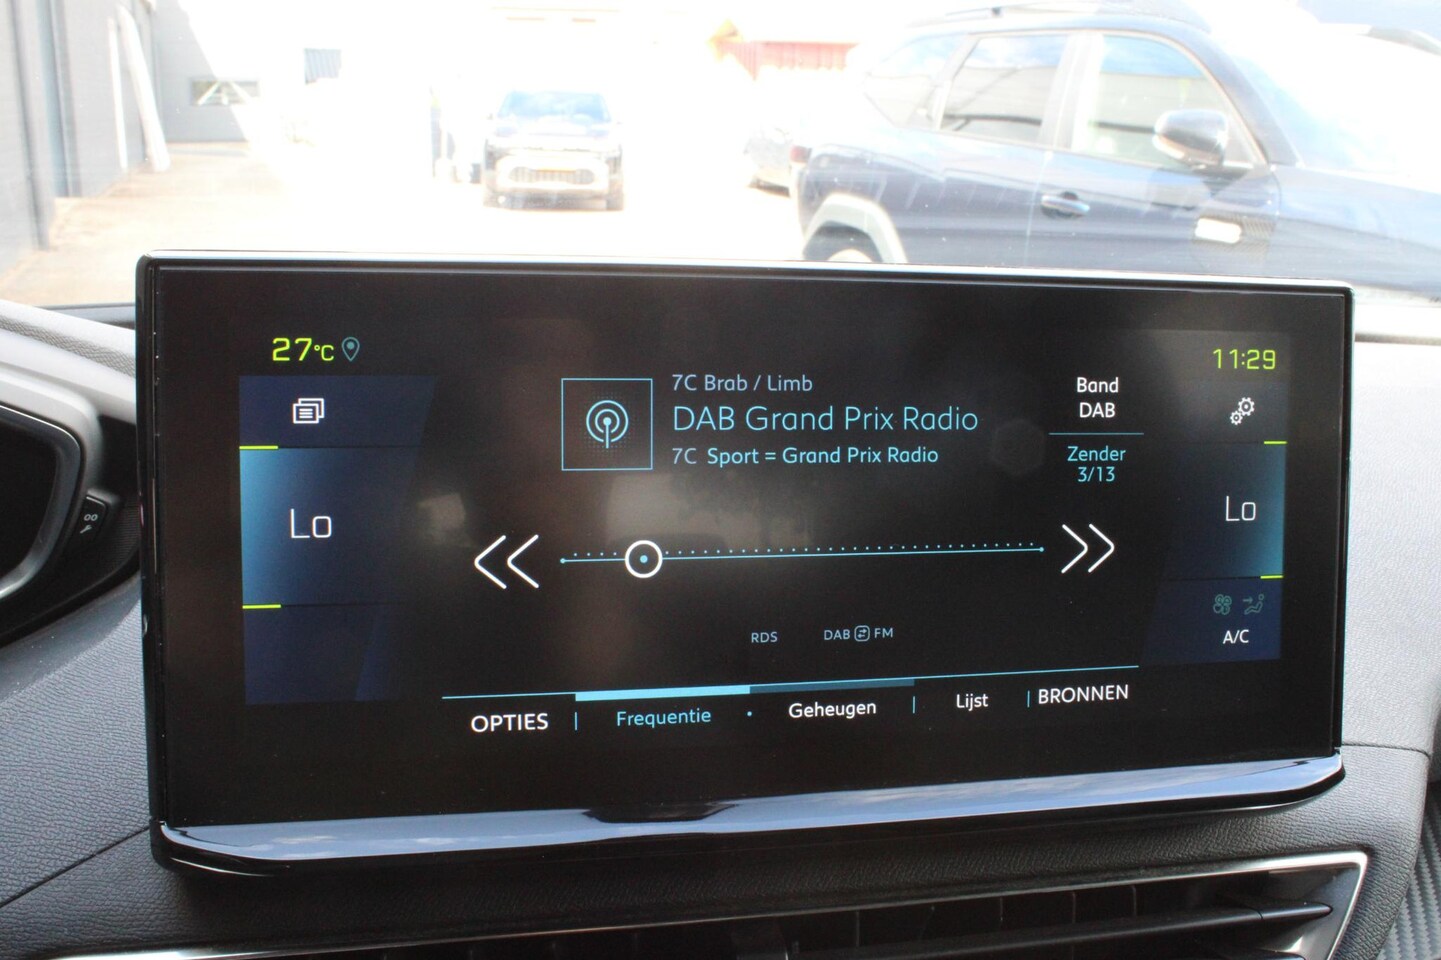 27°C
11:29
7C Brab / Limb
DAB Grand Prix Radio
7C Sport = Grand Prix Radio
Band
DAB
Zender
3/13
Lo
Lo
RDS
DAB FM
A/C
OPTIES | Frequentie • Geheugen | Lijst | BRONNEN